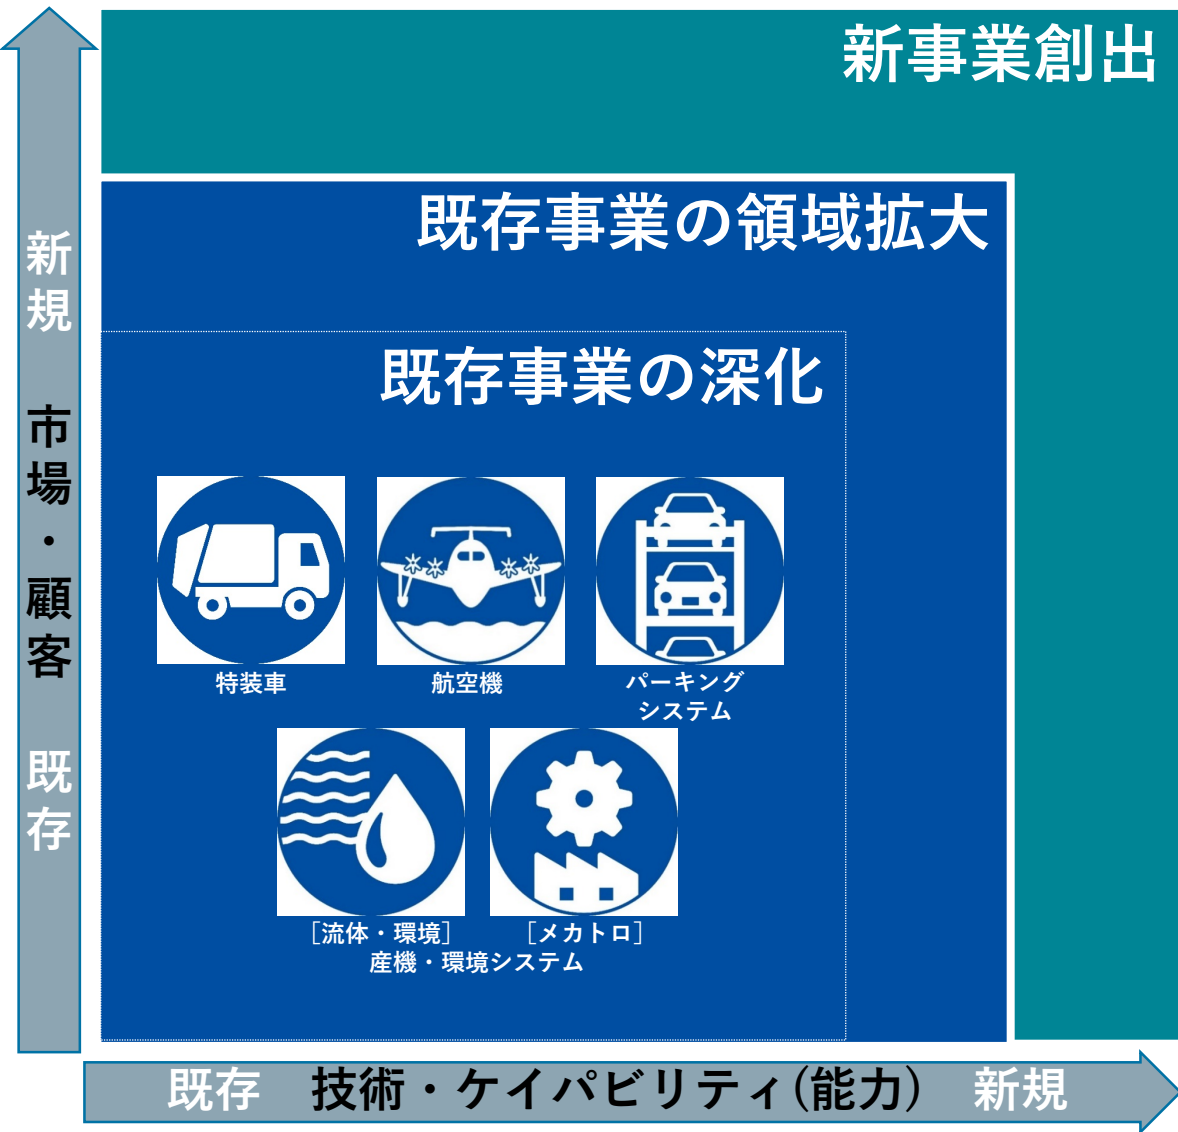 新事業創出
既存事業の領域拡大
既存事業の深化
特装車
航空機
パーキング
システム
［流体・環境］
［メカトロ］
産機・環境システム
新規 市場・顧客 既存
既存 技術・ケイパビリティ(能力) 新規